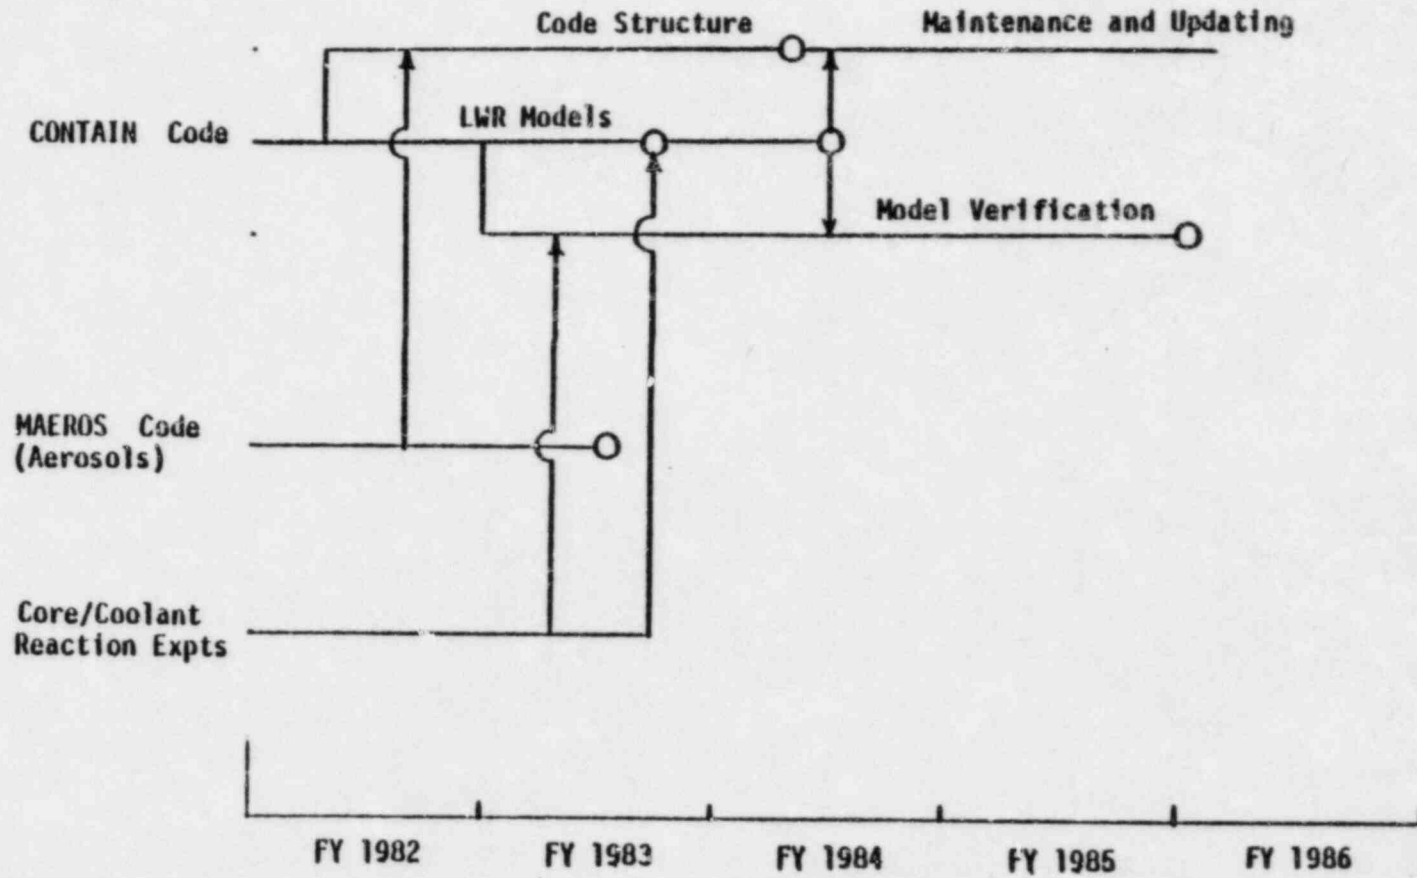 Code Structure
Maintenance and Updating
CONTAIN Code
LWR Models
Model Verification
MAEROS Code
(Aerosols)
Core/Coolant
Reaction Expts
FY 1982
FY 1983
FY 1984
FY 1985
FY 1986